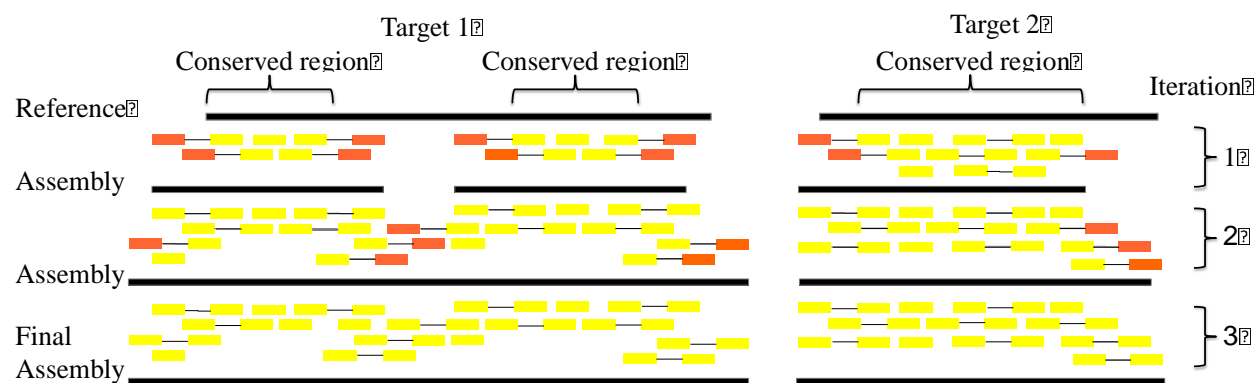 Target 1⍰
Target 2⍰
Conserved region⍰
Conserved region⍰
Conserved region⍰
Iteration⍰
Reference⍰
1⍰
Assembly
2⍰
Assembly
3⍰
Final
Assembly